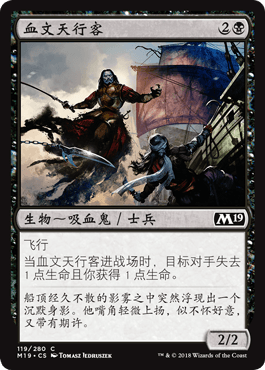 血文天行客 2
生物～吸血鬼／士兵 M19
飞行
当血文天行客进战场时，目标对手失去
1点生命且你获得1点生命。
船顶经久不散的影雾之中突然浮现出一个
沉默身影。他嘴角轻微上扬，似不怀好意，
又带有期许。
2/2
119/280 C
M19 • CS TOMASZ JEDRUSZEK
™ & © 2018 Wizards of the Coast